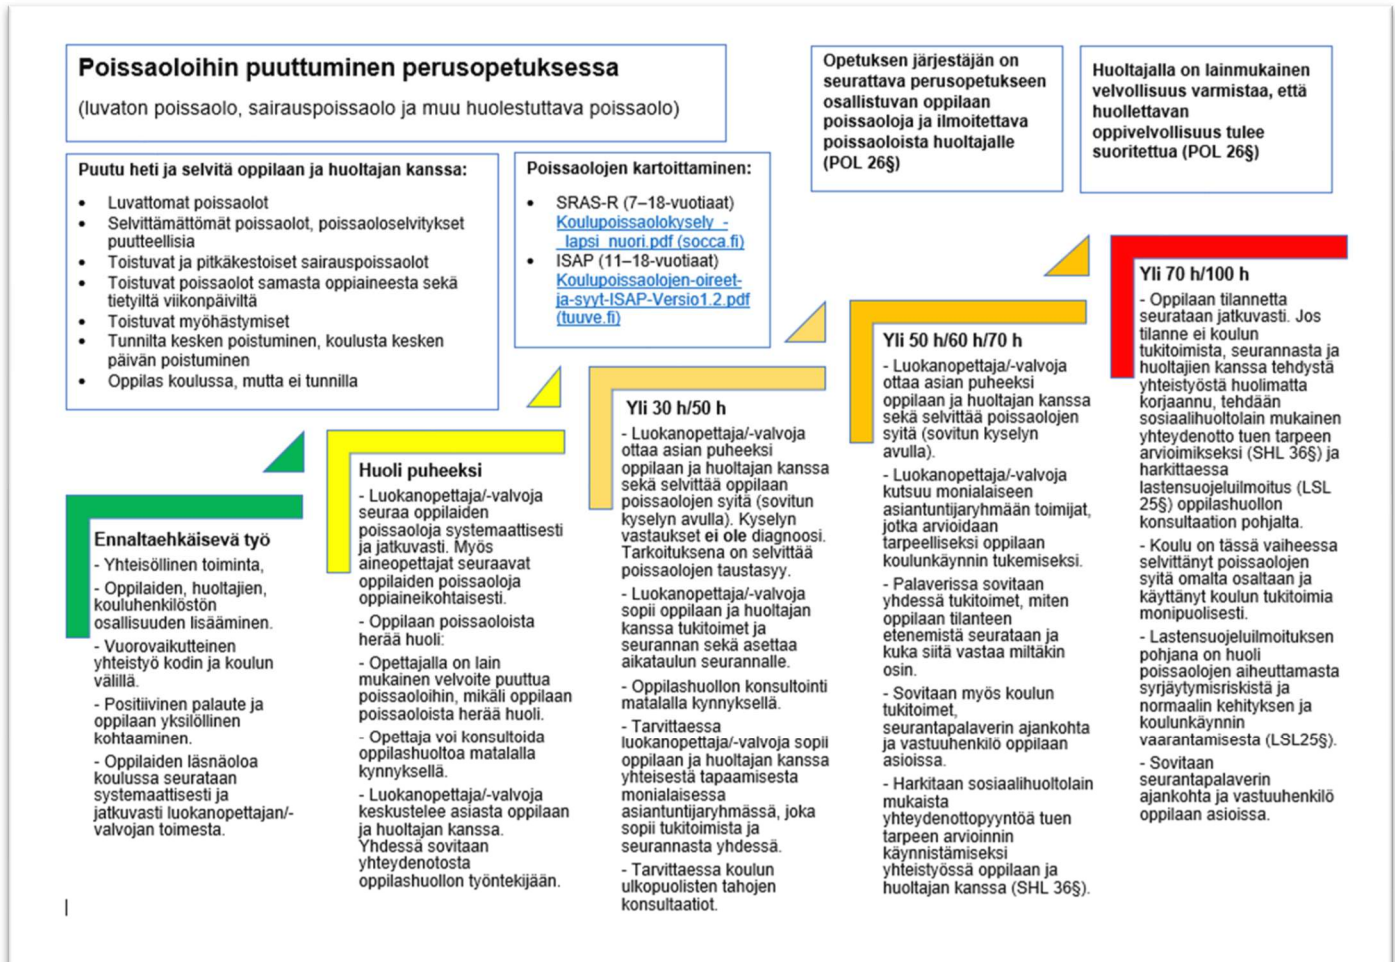 Poissaoloihin puuttuminen perusopetuksessa
(luvaton poissaolo, sairauspoissaolo ja muu huolestuttava poissaolo)
Opetuksen järjestäjän on
seurattava perusopetukseen
osallistuvan oppilaan
poissaoloja ja ilmoitettava
poissaoloista huoltajalle
(POL 26§)
Huoltajalla on lainmukainen
velvollisuus varmistaa, että
huollettavan
oppivelvollisuus tulee
suoritettua (POL 26§)
Puutu heti ja selvitä oppilaan ja huoltajan kanssa:
• Luvattomat poissaolot
• Selvittämättömät poissaolot, poissaoloselvitykset
puutteellisia
• Toistuvat ja pitkäkestoiset sairauspoissaolot
• Toistuvat poissaolot samasta oppiaineesta sekä
tietyiltä viikonpäiviltä
• Toistuvat myöhästymiset
• Tunnilta kesken poistuminen, koulusta kesken
päivän poistuminen
• Oppilas koulussa, mutta ei tunnilla
Poissaolojen kartoittaminen:
• SRAS-R (7–18-vuotiaat)
Koulupoissaolokysely_-
_lapsi_nuori.pdf (socca.fi)
• ISAP (11–18-vuotiaat)
Koulupoissaolojen-oireet-
ja-syyt-ISAP-Versio1.2.pdf
(tuuve.fi)
Ennaltaehkäisevä työ
- Yhteisöllinen toiminta,
- Oppilaiden, huoltajien,
kouluhenkilöstön
osallisuuden lisääminen.
- Vuorovaikutteinen
yhteistyö kodin ja koulun
välillä.
- Positiivinen palaute ja
oppilaan yksilöllinen
kohtaaminen.
- Oppilaiden läsnäoloa
koulussa seurataan
systemaattisesti ja
jatkuvasti luokanopettajan/-
valvojan toimesta.
Huoli puheeksi
- Luokanopettaja/-valvoja
seuraa oppilaiden
poissaoloja systemaattisesti
ja jatkuvasti. Myös
aineopettajat seuraavat
oppilaiden poissaoloja
oppiaineikohtaisesti.
- Oppilaan poissaoloista
herää huoli:
- Opettajalla on lain
mukainen velvoite puuttua
poissaoloihin, mikäli oppilaan
poissaoloista herää huoli.
- Opettaja voi konsultoida
oppilashuoltoa matalalla
kynnyksellä.
- Luokanopettaja/-valvoja
keskustelee asiasta oppilaan
ja huoltajan kanssa.
Yhdessä sovitaan
yhteydenotosta
oppilashuollon työntekijään.
Yli 30 h/50 h
- Luokanopettaja/-valvoja
ottaa asian puheeksi
oppilaan ja huoltajan kanssa
sekä selvittää oppilaan
poissaolojen syitä (sovitun
kyselyn avulla). Kyselyn
vastaukset ei ole diagnoosi.
Tarkoituksena on selvittää
poissaolojen taustasyy.
- Luokanopettaja/-valvoja
sopii oppilaan ja huoltajan
kanssa tukitoimet ja
seurannan sekä asettaa
aikataulun seurannalle.
- Oppilashuollon konsultointi
matalalla kynnyksellä.
- Tarvittaessa
luokanopettaja/-valvoja sopii
oppilaan ja huoltajan kanssa
yhteisestä tapaamisesta
monialaisessa
asiantuntijaryhmässä, joka
sopii tukitoimista ja
seurannasta yhdessä.
- Tarvittaessa koulun
ulkopuolisten tahojen
konsultaatiot.
Yli 50 h/60 h/70 h
- Luokanopettaja/-valvoja
ottaa asian puheeksi
oppilaan ja huoltajan kanssa
sekä selvittää poissaolojen
syitä (sovitun kyselyn
avulla).
- Luokanopettaja/-valvoja
kutsuu monialaiseen
asiantuntijaryhmään toimijat,
jotka arvioidaan
tarpeelliseksi oppilaan
koulunkäynnin tukemiseksi.
- Palaverissa sovitaan
yhdessä tukitoimet, miten
oppilaan tilanteen
etenemistä seurataan ja
kuka siitä vastaa miltäkin
osin.
- Sovitaan myös koulun
tukitoimet,
seurantapalaverin ajankohta
ja vastuuhenkilö oppilaan
asioissa.
- Harkitaan sosiaalihuoltolain
mukaista
yhteydenottopyyntöä tuen
tarpeen arvioinnin
käynnistämiseksi
yhteistyössä oppilaan ja
huoltajan kanssa (SHL 36§).
Yli 70 h/100 h
- Oppilaan tilannetta
seurataan jatkuvasti. Jos
tilanne ei koulun
tukitoimista, seurannasta ja
huoltajien kanssa tehdystä
yhteistyöstä huolimatta
korjaannu, tehdään
sosiaalihuoltolain mukainen
yhteydenotto tuen tarpeen
arvioimikseksi (SHL 36§) ja
harkittaessa
lastensuojeluilmoitus (LSL
25§) oppilashuollon
konsultaation pohjalta.
- Koulu on tässä vaiheessa
selvittänyt poissaolojen
syitä omalta osaltaan ja
käyttänyt koulun tukitoimia
monipuolisesti.
- Lastensuojeluilmoituksen
pohjana on huoli
poissaolojen aiheuttamasta
syrjäytymisriskistä ja
normaalin kehityksen ja
koulunkäynnin
vaarantamisesta (LSL25§).
- Sovitaan
seurantapalaverin
ajankohta ja vastuuhenkilö
oppilaan asioissa.